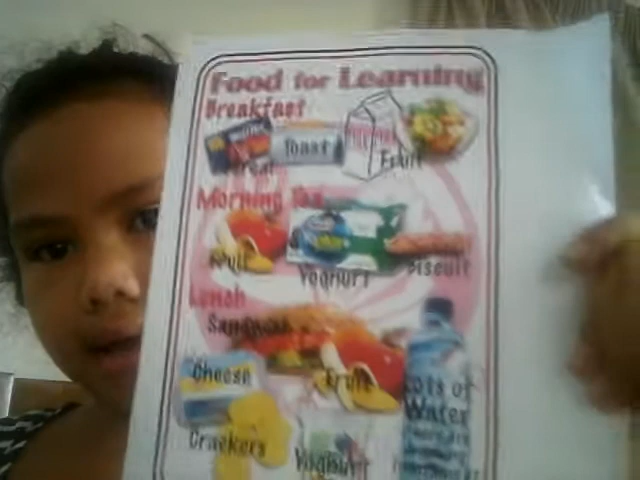 Food for Learning
Breakfast
Cereal Toast Fruit
Morning Tea
Fruit & Yoghurt Biscuit
Lunch
Sandwich
Cheese Fruit Lots of
Water
Crackers
Yoghurt